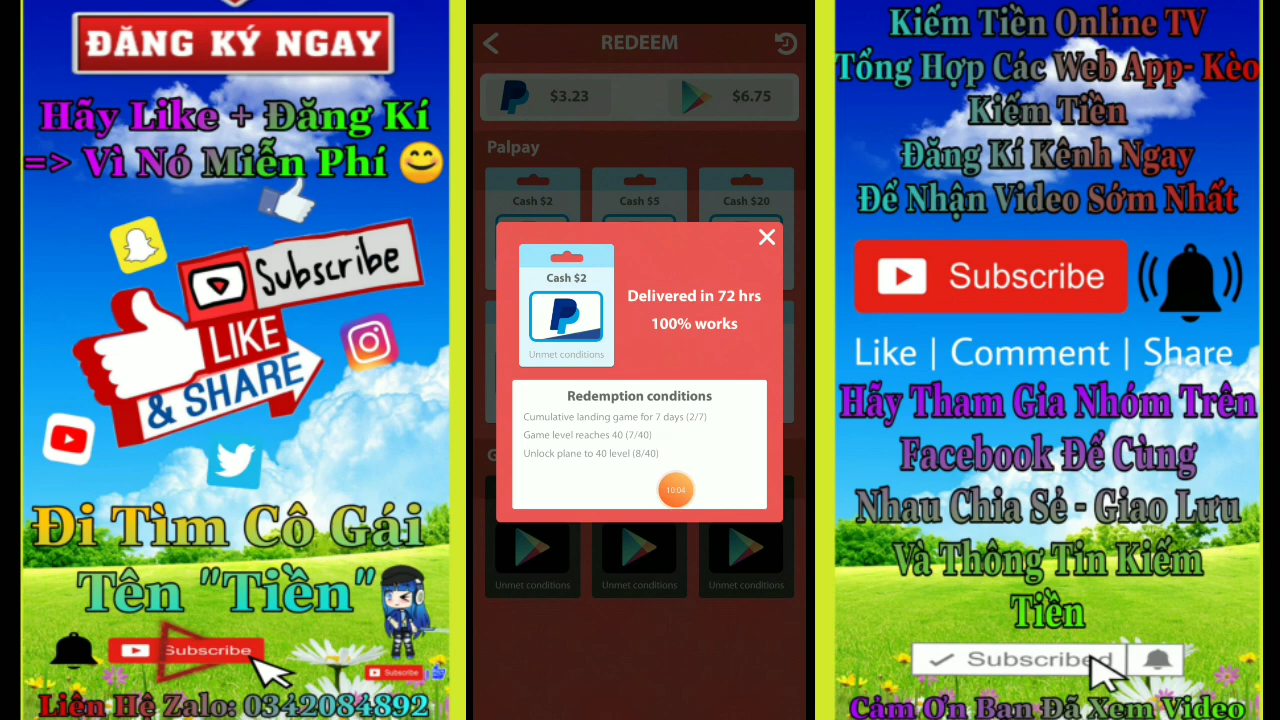 ĐĂNG KÝ NGAY
Hãy Like + Đăng Kí
=> Vì Nó Miễn Phí
Subscribe
LIKE
& SHARE
Đi Tìm Cô Gái
Tên "Tiền"
Subscribe
Subscribe
Liên Hệ Zalo: 0342084892
REDEEM
$3.23
$6.75
Palpay
Cash $2
Cash $5
Cash $20
Cash $2
Delivered in 72 hrs
100% works
Unmet conditions
Redemption conditions
Cumulative landing game for 7 days (2/7)
Game level reaches 40 (7/40)
Unlock plane to 40 level (8/40)
10:04
Unmet conditions
Unmet conditions
Unmet conditions
Kiếm Tiền Online TV
Tổng Hợp Các Web App- Kèo
Kiếm Tiền
Đăng Kí Kênh Ngay
Để Nhận Video Sớm Nhất
Subscribe
Like | Comment | Share
Hãy Tham Gia Nhóm Trên
Facebook Để Cùng
Nhau Chia Sẻ - Giao Lưu
Và Thông Tin Kiếm
Tiền
Subscribed
Cảm Ơn Bạn Đã Xem Video